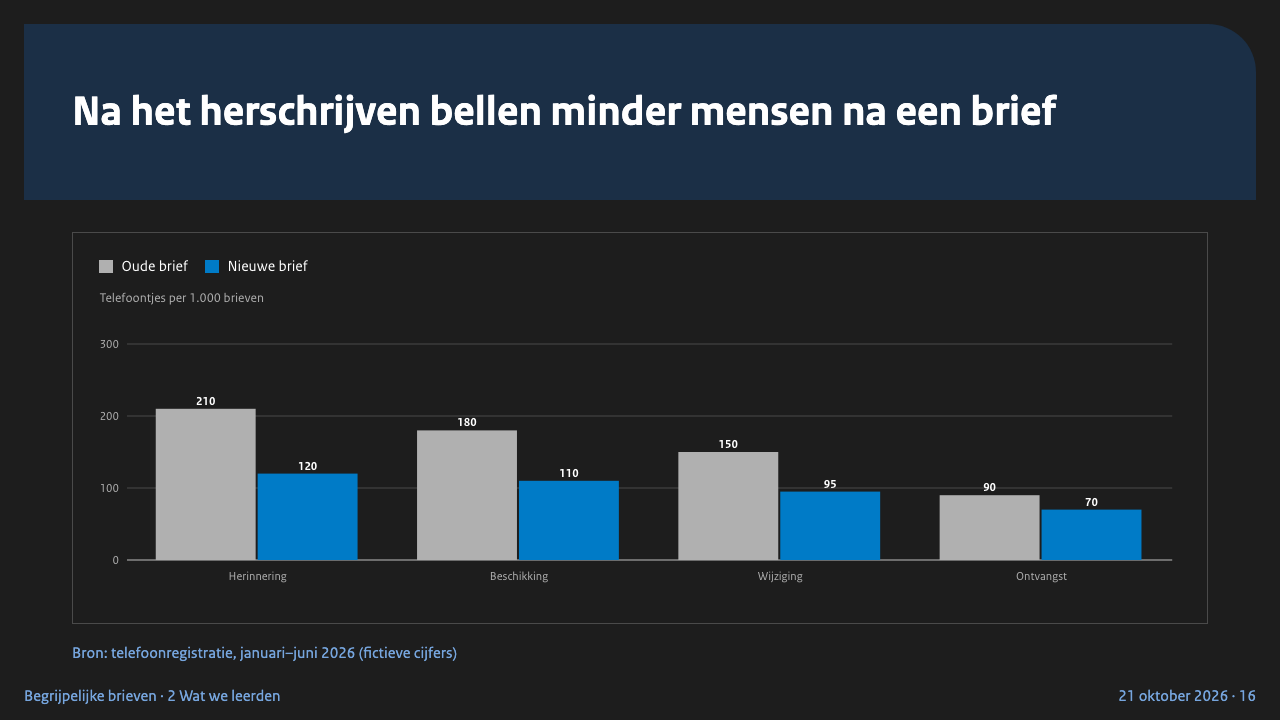 Na het herschrijven bellen minder mensen na een brief
Oude brief
Nieuwe brief
Telefoontjes per 1.000 brieven
300
200
100
0
210
120
180
110
150
95
90
70
Herinnering
Beschikking
Wijziging
Ontvangst
Bron: telefoonregistratie, januari–juni 2026 (fictieve cijfers)
Begrijpelijke brieven · 2 Wat we leerden
21 oktober 2026 · 16